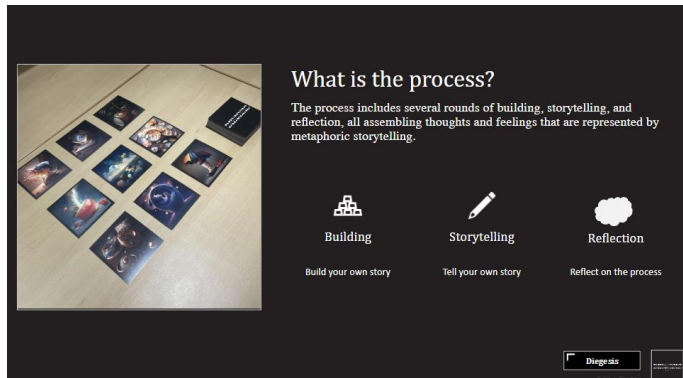 What is the process?
The process includes several rounds of building, storytelling, and
reflection, all assembling thoughts and feelings that are represented by
metaphoric storytelling.
Building
Storytelling
Reflection
Build your own story
Tell your own story
Reflect on the process
Diegesis